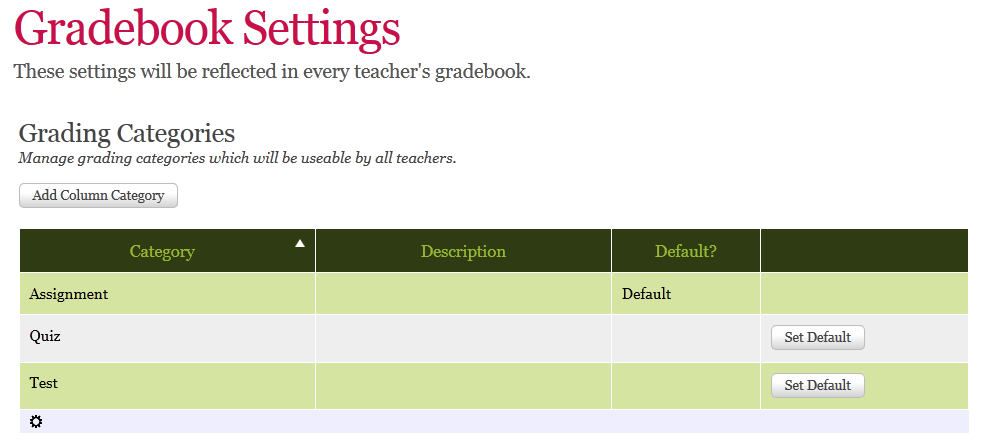 Gradebook Settings
These settings will be reflected in every teacher's gradebook.
Grading Categories
Manage grading categories which will be useable by all teachers.
Add Column Category
Category Description Default?
Assignment Default
Quiz Set Default
Test Set Default